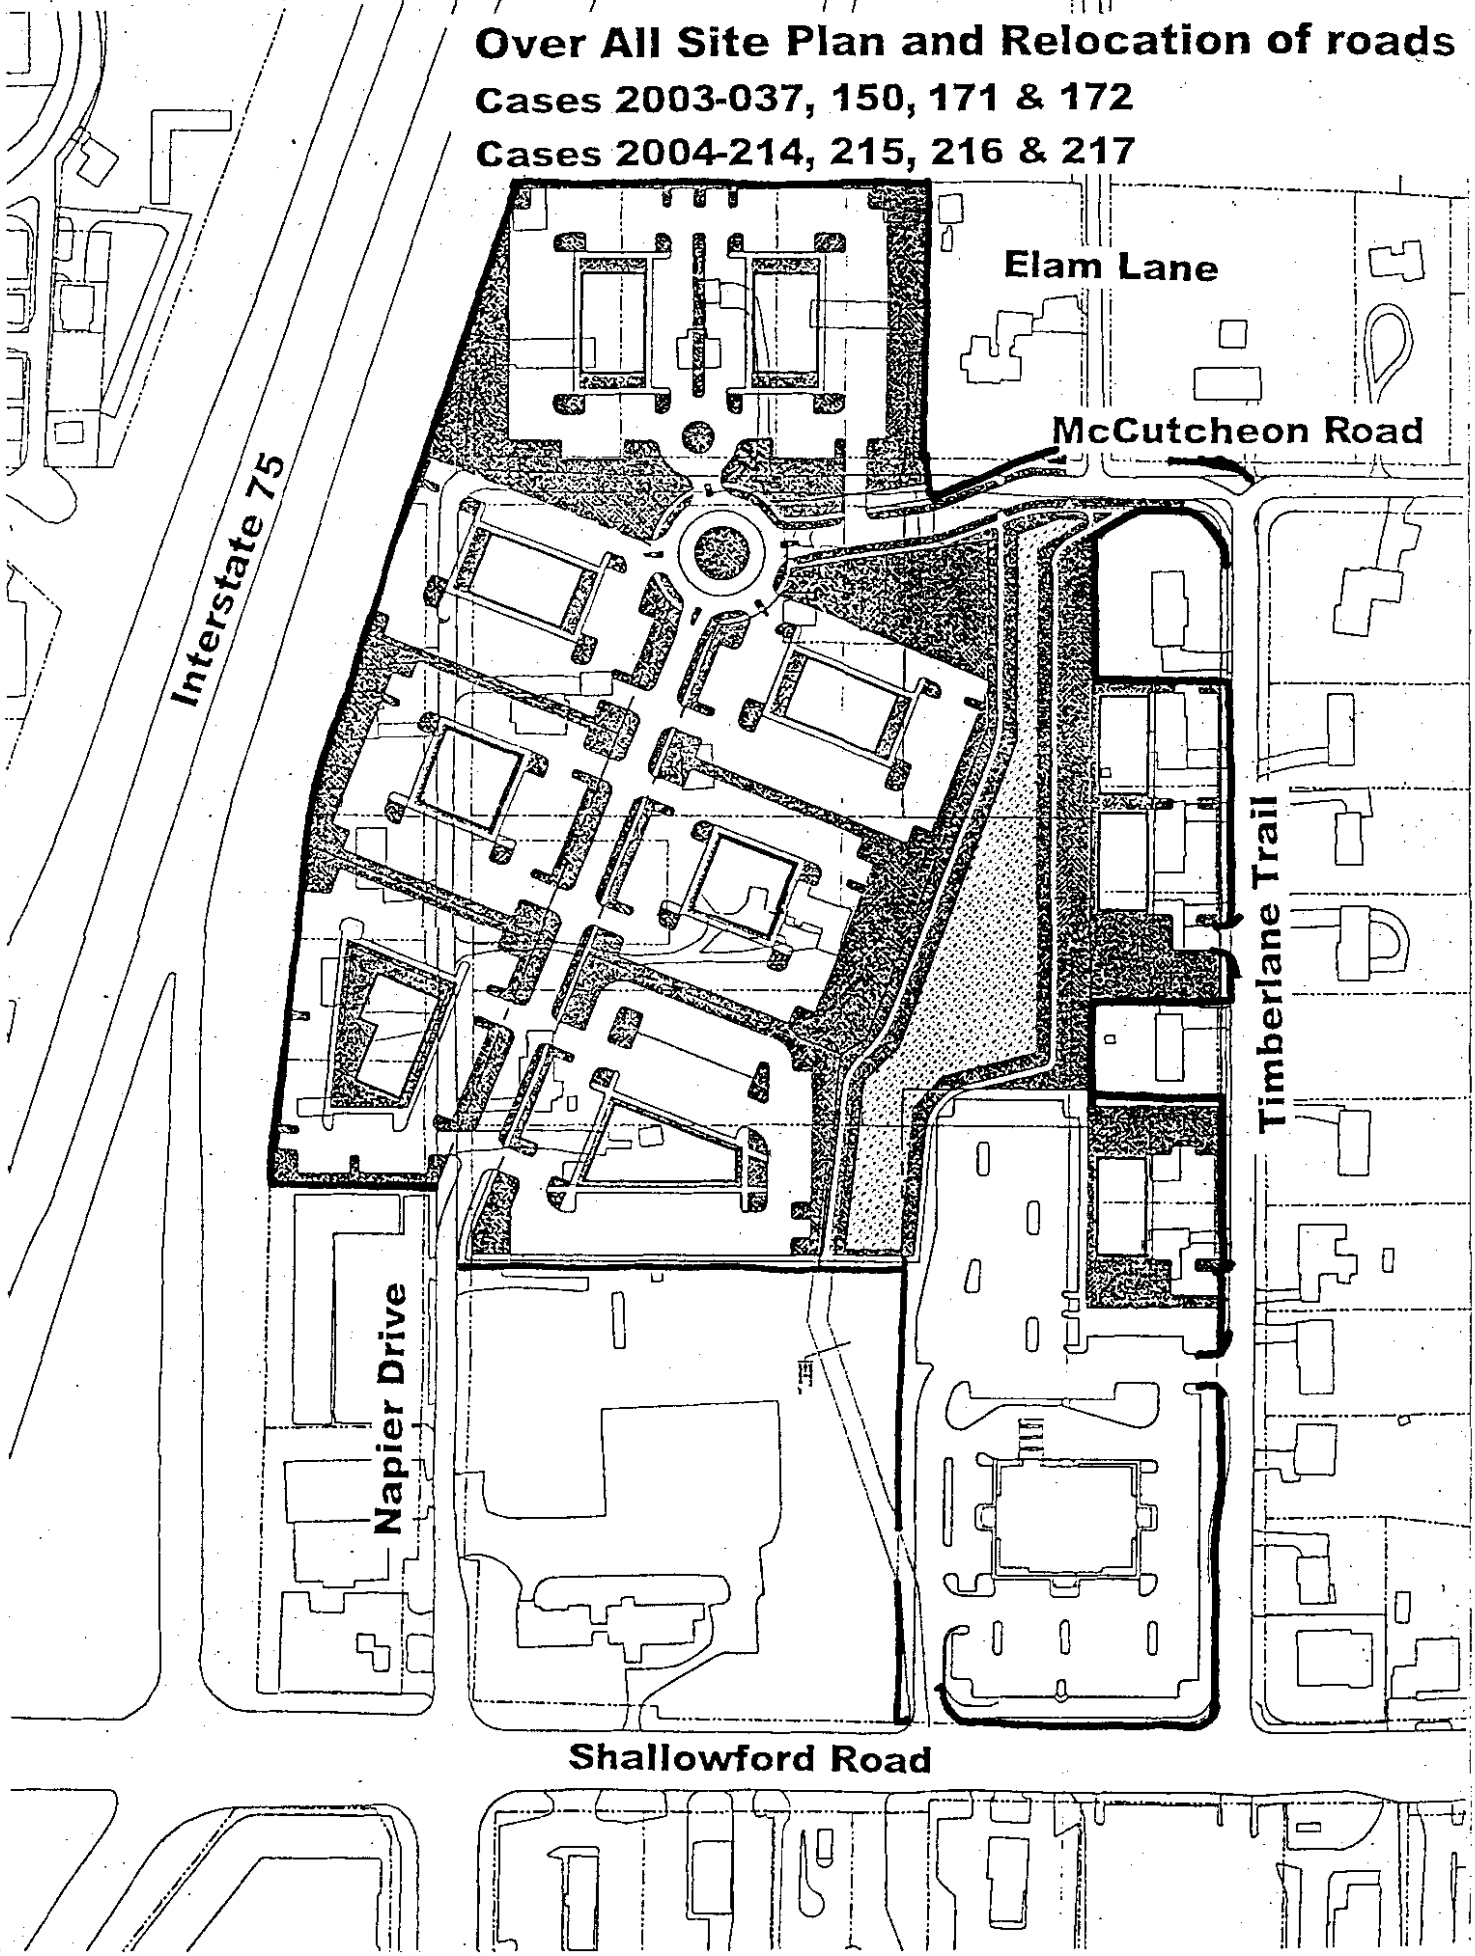 Over All Site Plan and Relocation of roads
Cases 2003-037, 150, 171 & 172
Cases 2004-214, 215, 216 & 217
Elam Lane
McCutcheon Road
Interstate 75
Timberlane Trail
Napier Drive
Shallowford Road